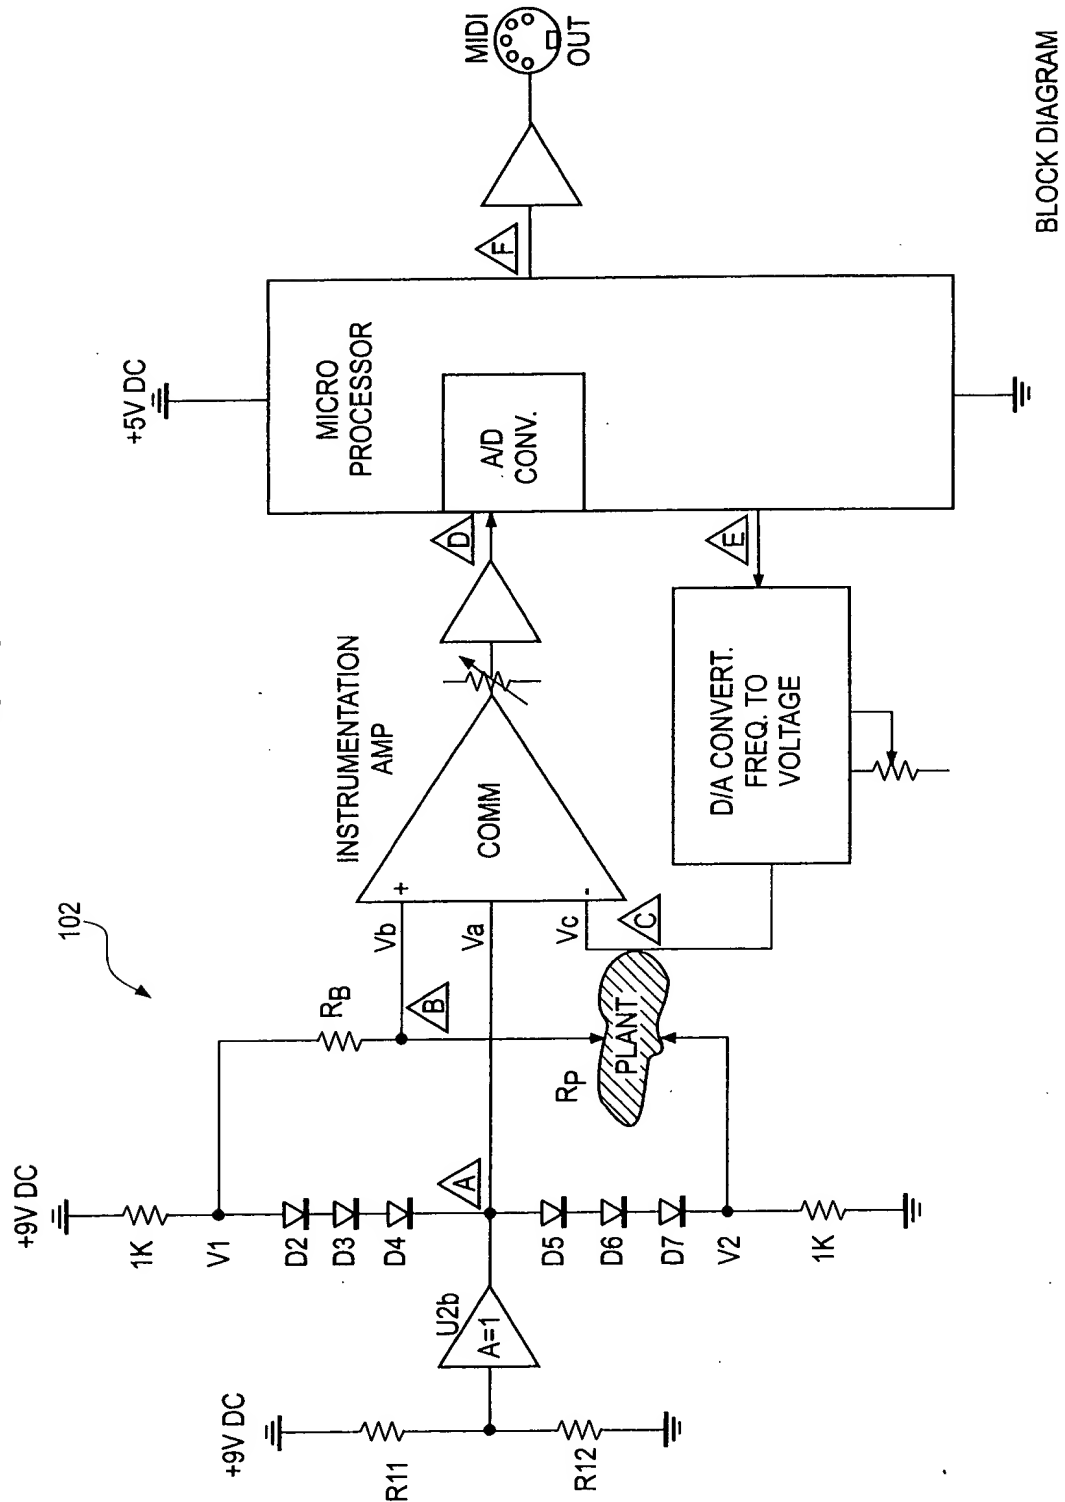 102
+9V DC
R11
R12
U2b
A=1
+9V DC
1K
V1
D2
D3
D4
A
D5
D6
D7
V2
1K
RB
B
RP
PLANT
Vb
Va
Vc
C
+
-
COMM
INSTRUMENTATION
AMP
D
+5V DC
MICRO
PROCESSOR
A/D
CONV.
E
D/A CONVERT.
FREQ. TO
VOLTAGE
F
MIDI
OUT
BLOCK DIAGRAM